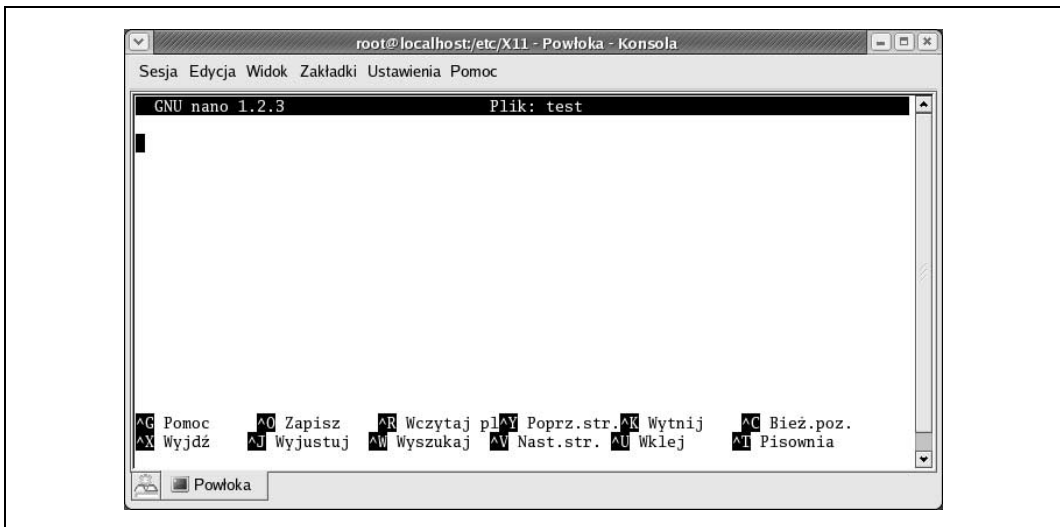 root@localhost:/etc/X11 - Powłoka - Konsola
Sesja Edycja Widok Zakładki Ustawienia Pomoc
GNU nano 1.2.3 Plik: test
^G Pomoc ^O Zapisz ^R Wczytaj pl^Y Poprz.str.^K Wytnij ^C Bież.poz.
^X Wyjdź ^J Wyjustuj ^W Wyszukaj ^V Nast.str. ^U Wklej ^T Pisownia
Powłoka